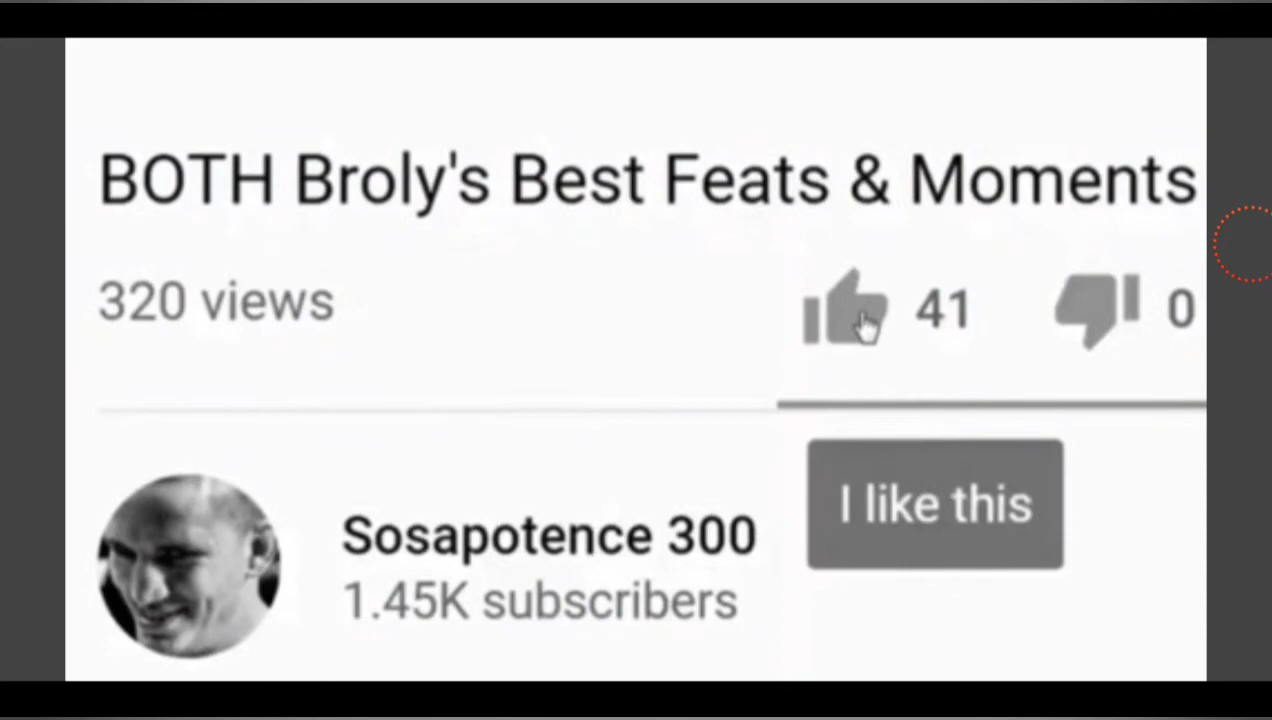 BOTH Broly's Best Feats & Moments
320 views
41
0
I like this
Sosapotence 300
1.45K subscribers